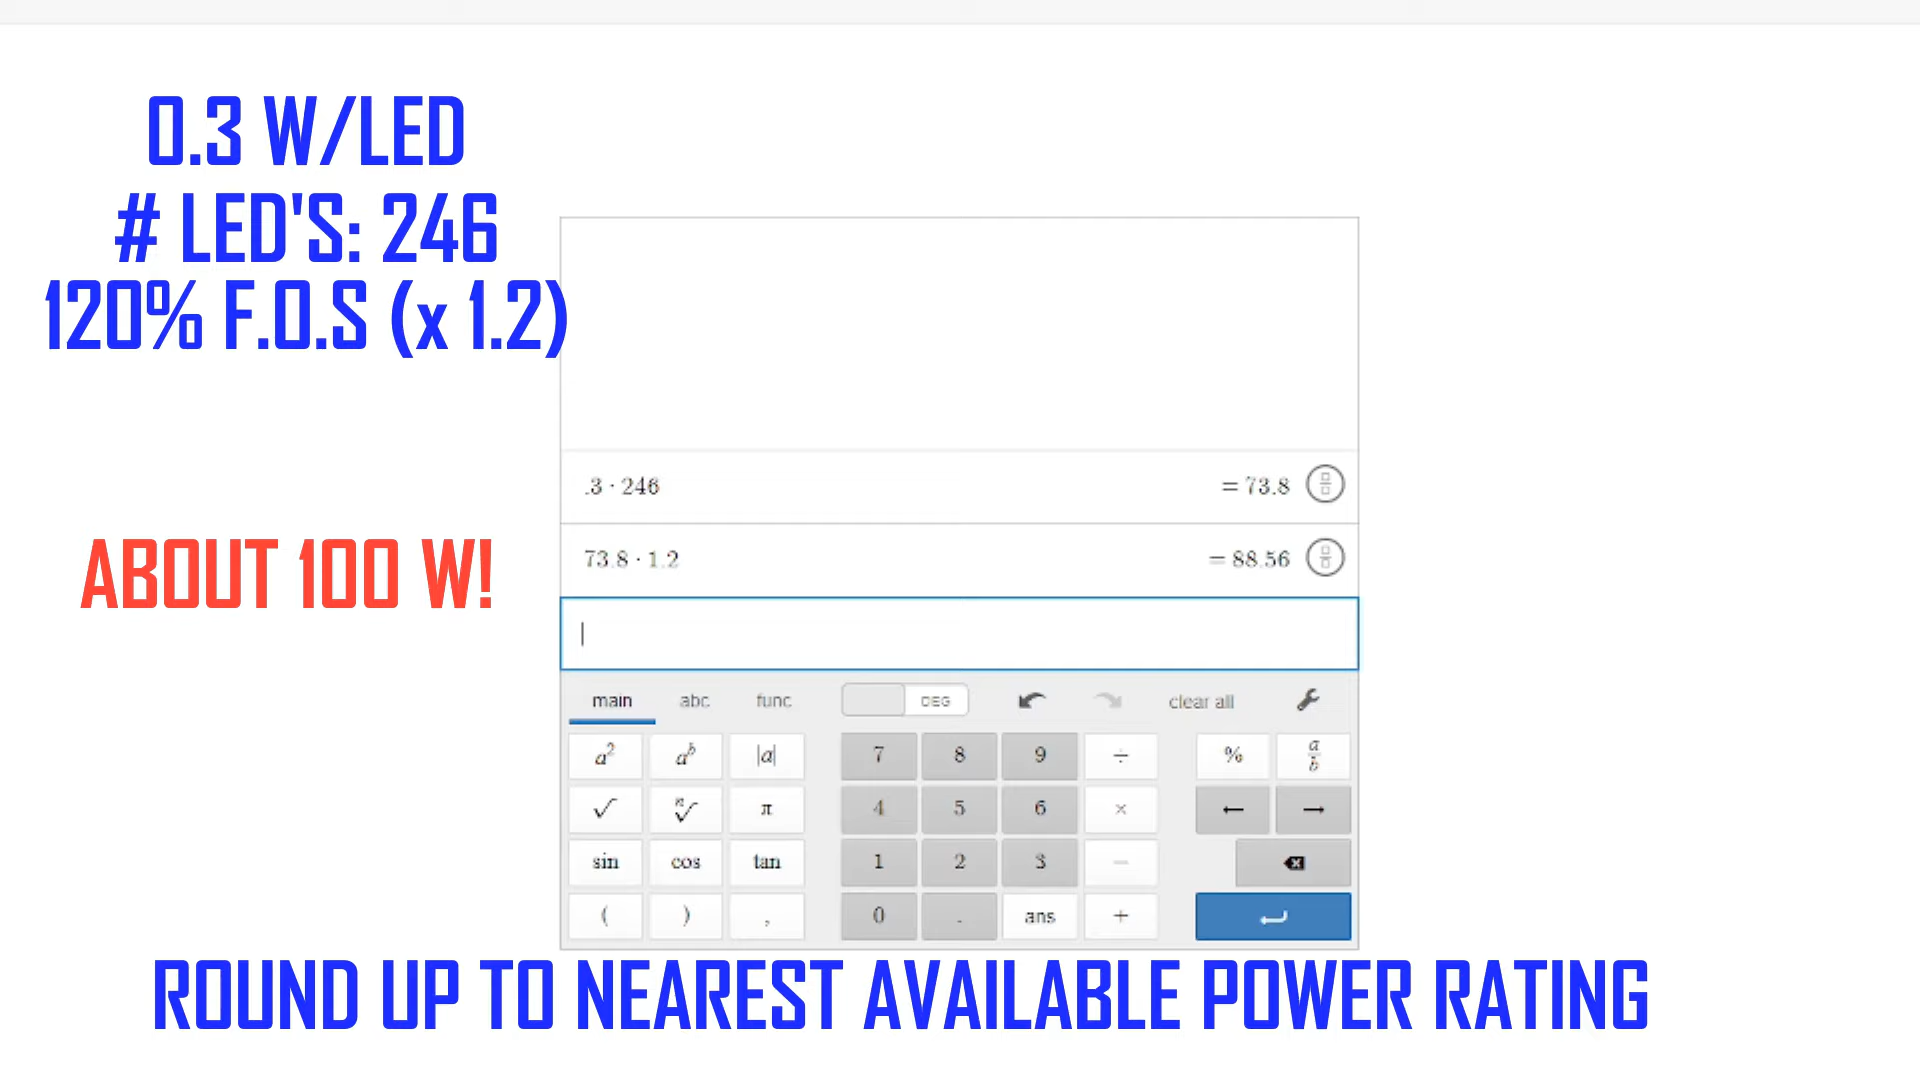 0.3 W/LED
# LED'S: 246
120% F.O.S (x 1.2)
.3 · 246 = 73.8
ABOUT 100 W!
73.8 · 1.2 = 88.56
main abc func DEG clear all
a² aᵇ |a| 7 8 9 ÷ % a/b
√ ⁿ√ π 4 5 6 × ← →
sin cos tan 1 2 3 −
( ) , 0 . ans +
ROUND UP TO NEAREST AVAILABLE POWER RATING